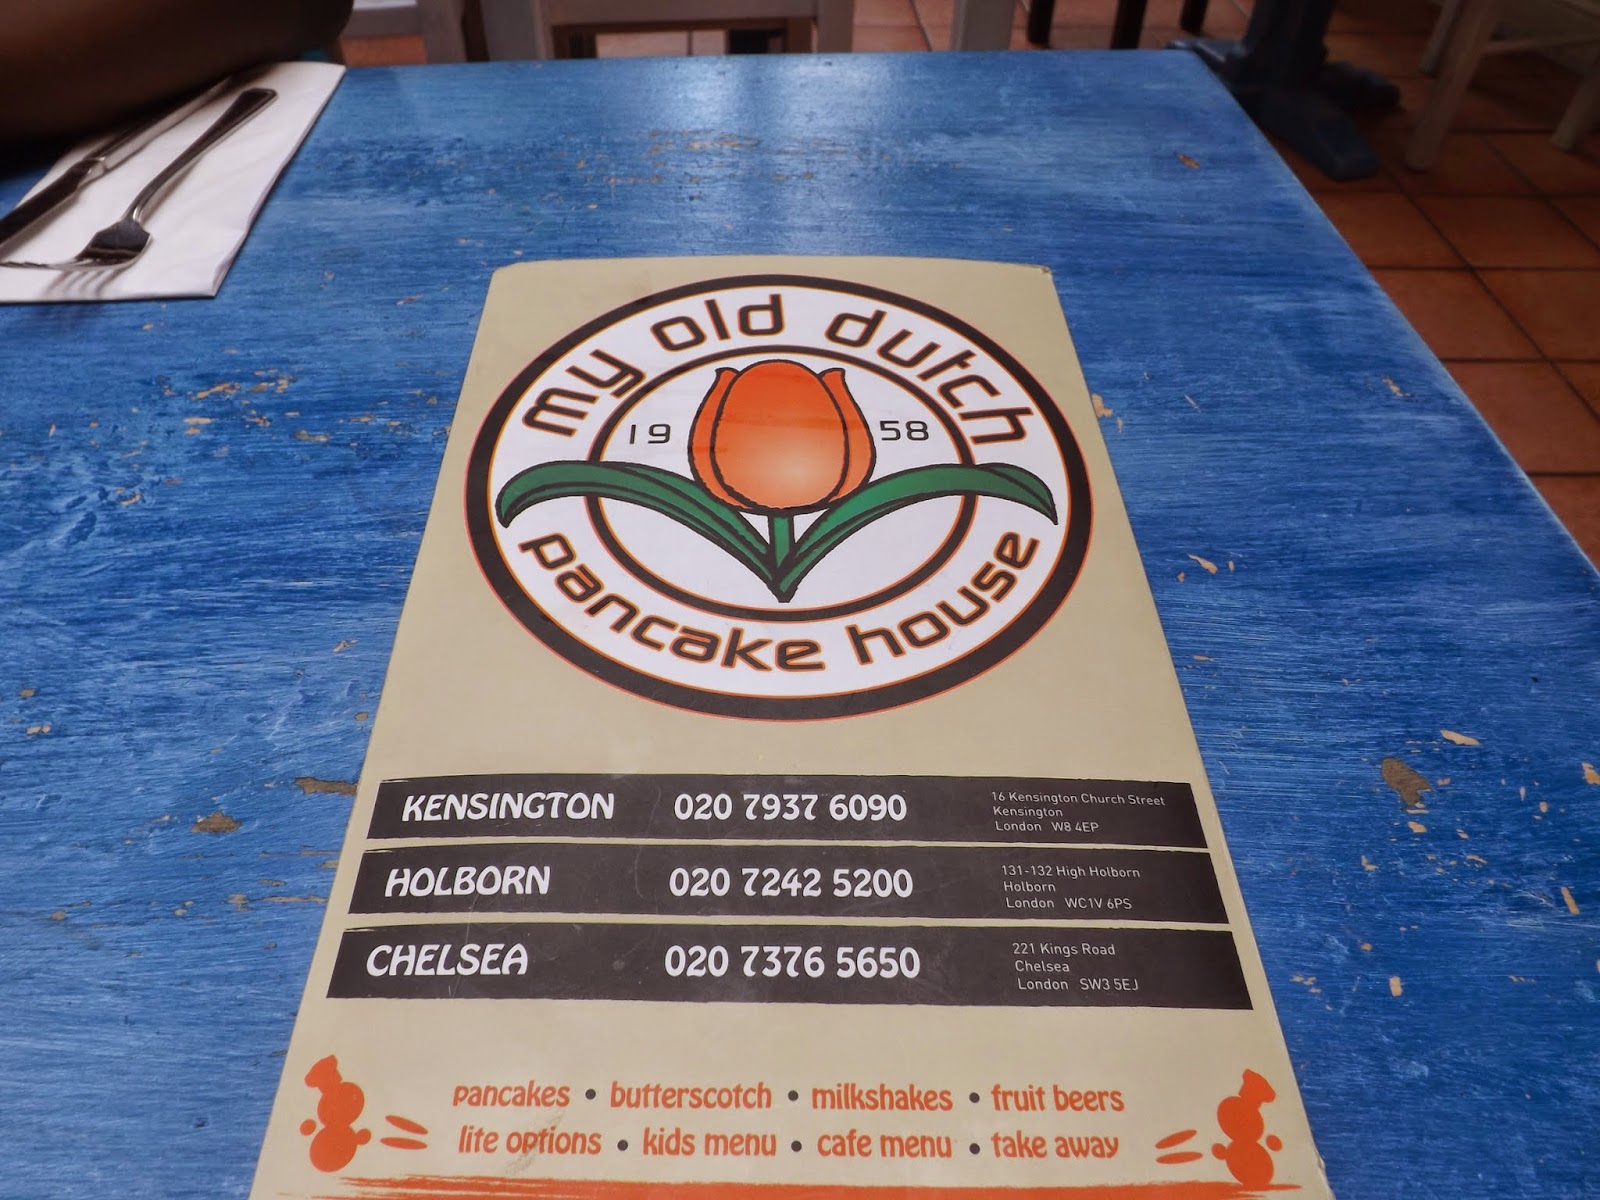 my old dutch
19 58
pancake house
KENSINGTON 020 7937 6090 16 Kensington Church Street
Kensington
London W8 4EP
HOLBORN 020 7242 5200 131-132 High Holborn
Holborn
London WC1V 6PS
CHELSEA 020 7376 5650 221 Kings Road
Chelsea
London SW3 5EJ
pancakes • butterscotch • milkshakes • fruit beers
lite options • kids menu • cafe menu • take away